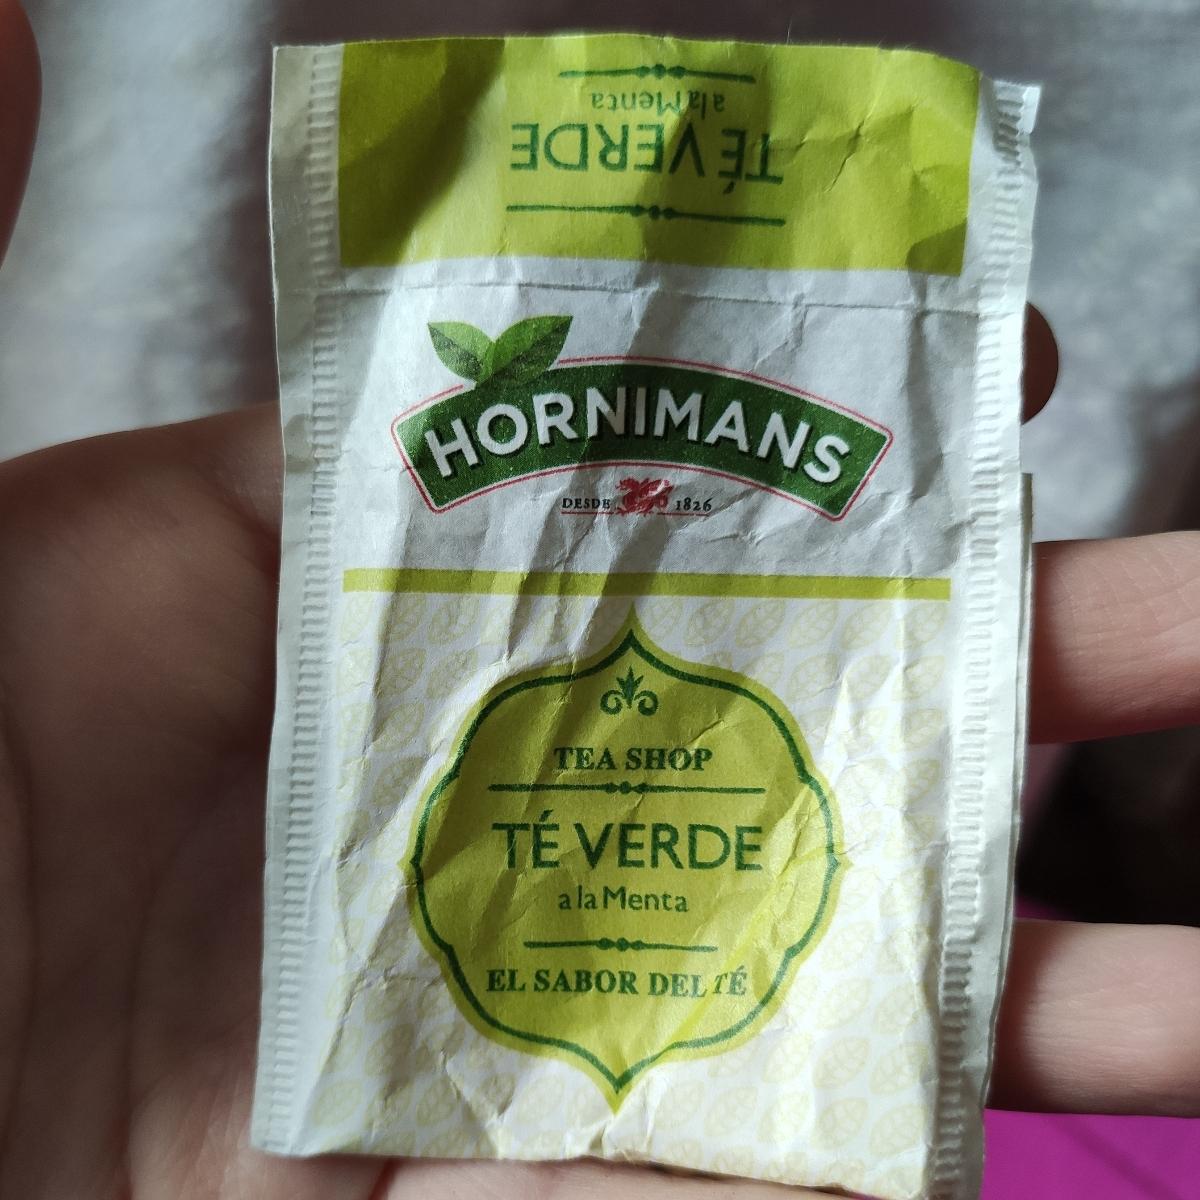 TÉ VERDE
a la Menta
HORNIMANS
DESDE 1826
TEA SHOP
TÉ VERDE
a la Menta
EL SABOR DEL TÉ